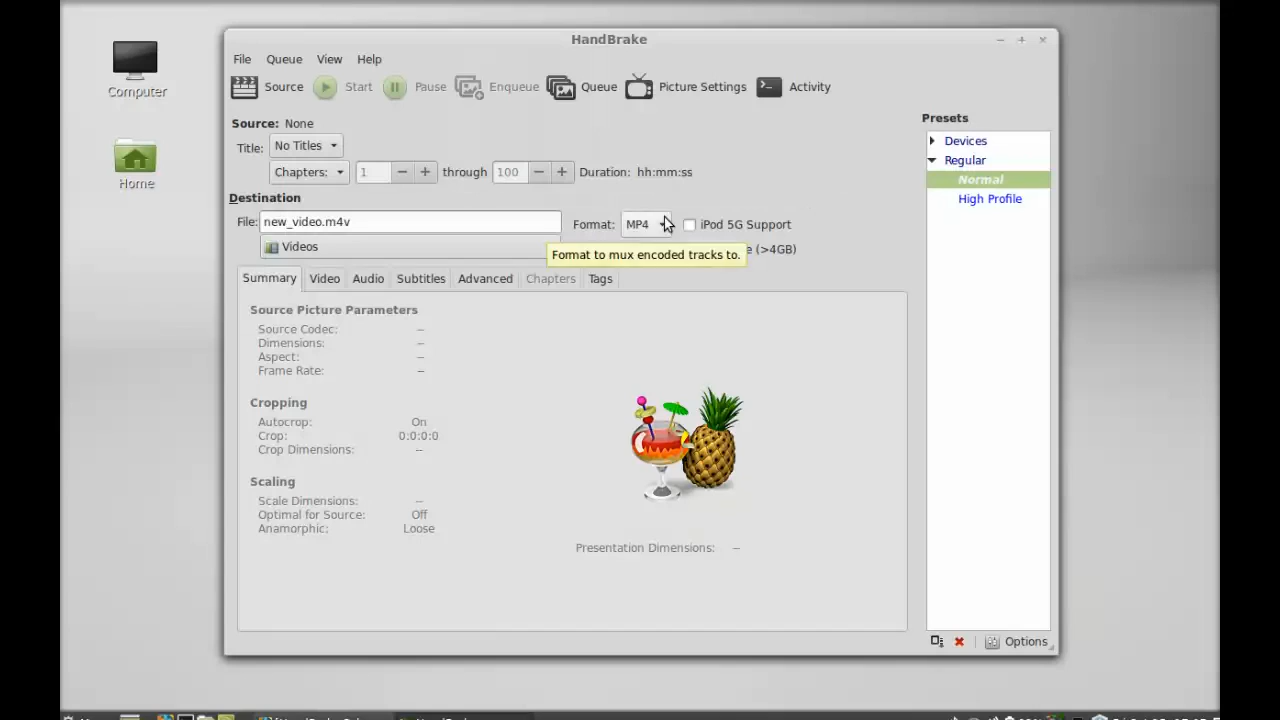 HandBrake
Computer
Home
File Queue View Help
Source Start Pause Enqueue Queue Picture Settings Activity
Source: None
Title: No Titles
Chapters: 1 through 100 Duration: hh:mm:ss
Destination
File: new_video.m4v Format: MP4 iPod 5G Support
Videos (>4GB)
Format to mux encoded tracks to.
Summary Video Audio Subtitles Advanced Chapters Tags
Source Picture Parameters
Source Codec: --
Dimensions: --
Aspect: --
Frame Rate: --
Cropping
Autocrop: On
Crop: 0:0:0:0
Crop Dimensions: --
Scaling
Scale Dimensions: --
Optimal for Source: Off
Anamorphic: Loose
Presentation Dimensions: --
Presets
Devices
Regular
Normal
High Profile
Options